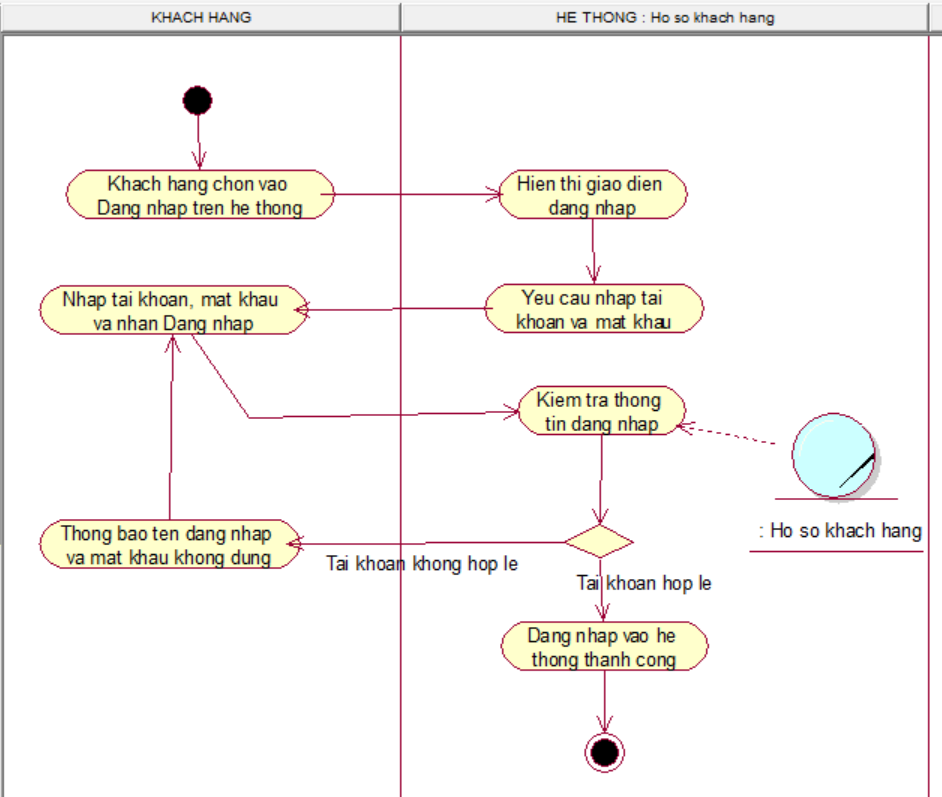 KHACH HANG
HE THONG : Ho so khach hang
Khach hang chon vao
Dang nhap tren he thong
Hien thi giao dien
dang nhap
Nhap tai khoan, mat khau
va nhan Dang nhap
Yeu cau nhap tai
khoan va mat khau
Kiem tra thong
tin dang nhap
: Ho so khach hang
Thong bao ten dang nhap
va mat khau khong dung
Tai khoan khong hop le
Tai khoan hop le
Dang nhap vao he
thong thanh cong